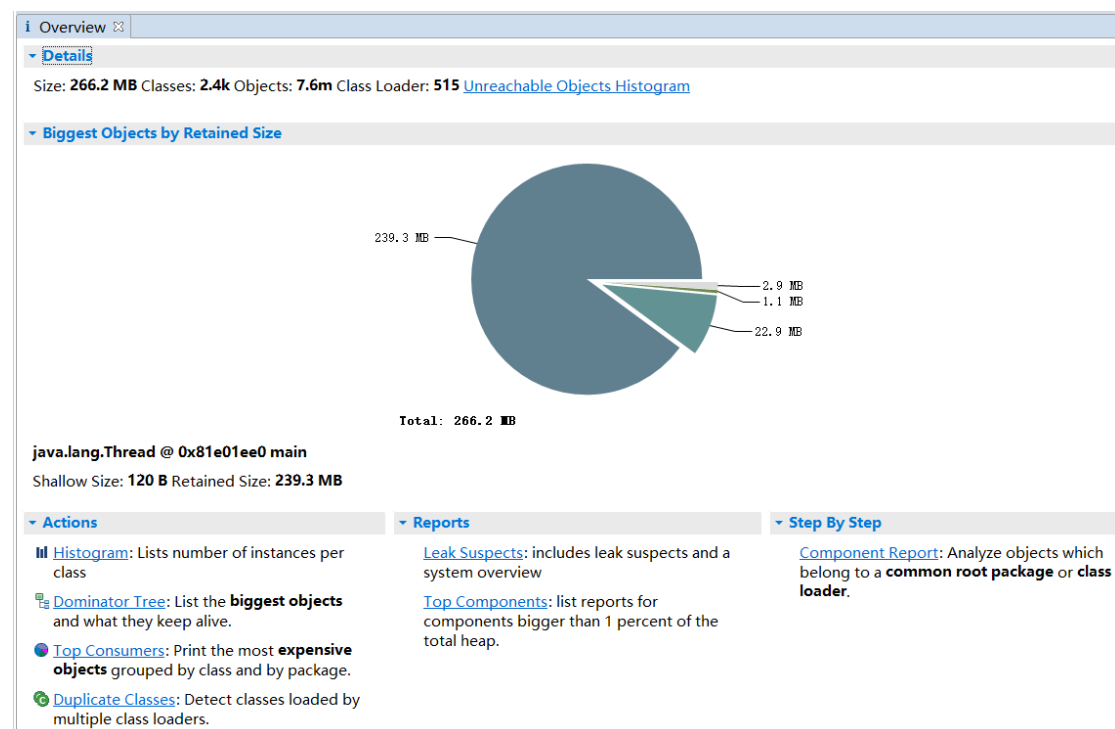 i Overview
Details
Size: 266.2 MB Classes: 2.4k Objects: 7.6m Class Loader: 515 Unreachable Objects Histogram
Biggest Objects by Retained Size
239.3 MB
2.9 MB
1.1 MB
22.9 MB
Total: 266.2 MB
java.lang.Thread @ 0x81e01ee0 main
Shallow Size: 120 B Retained Size: 239.3 MB
Actions
Histogram: Lists number of instances per
class
Dominator Tree: List the biggest objects
and what they keep alive.
Top Consumers: Print the most expensive
objects grouped by class and by package.
Duplicate Classes: Detect classes loaded by
multiple class loaders.
Reports
Leak Suspects: includes leak suspects and a
system overview
Top Components: list reports for
components bigger than 1 percent of the
total heap.
Step By Step
Component Report: Analyze objects which
belong to a common root package or class
loader.